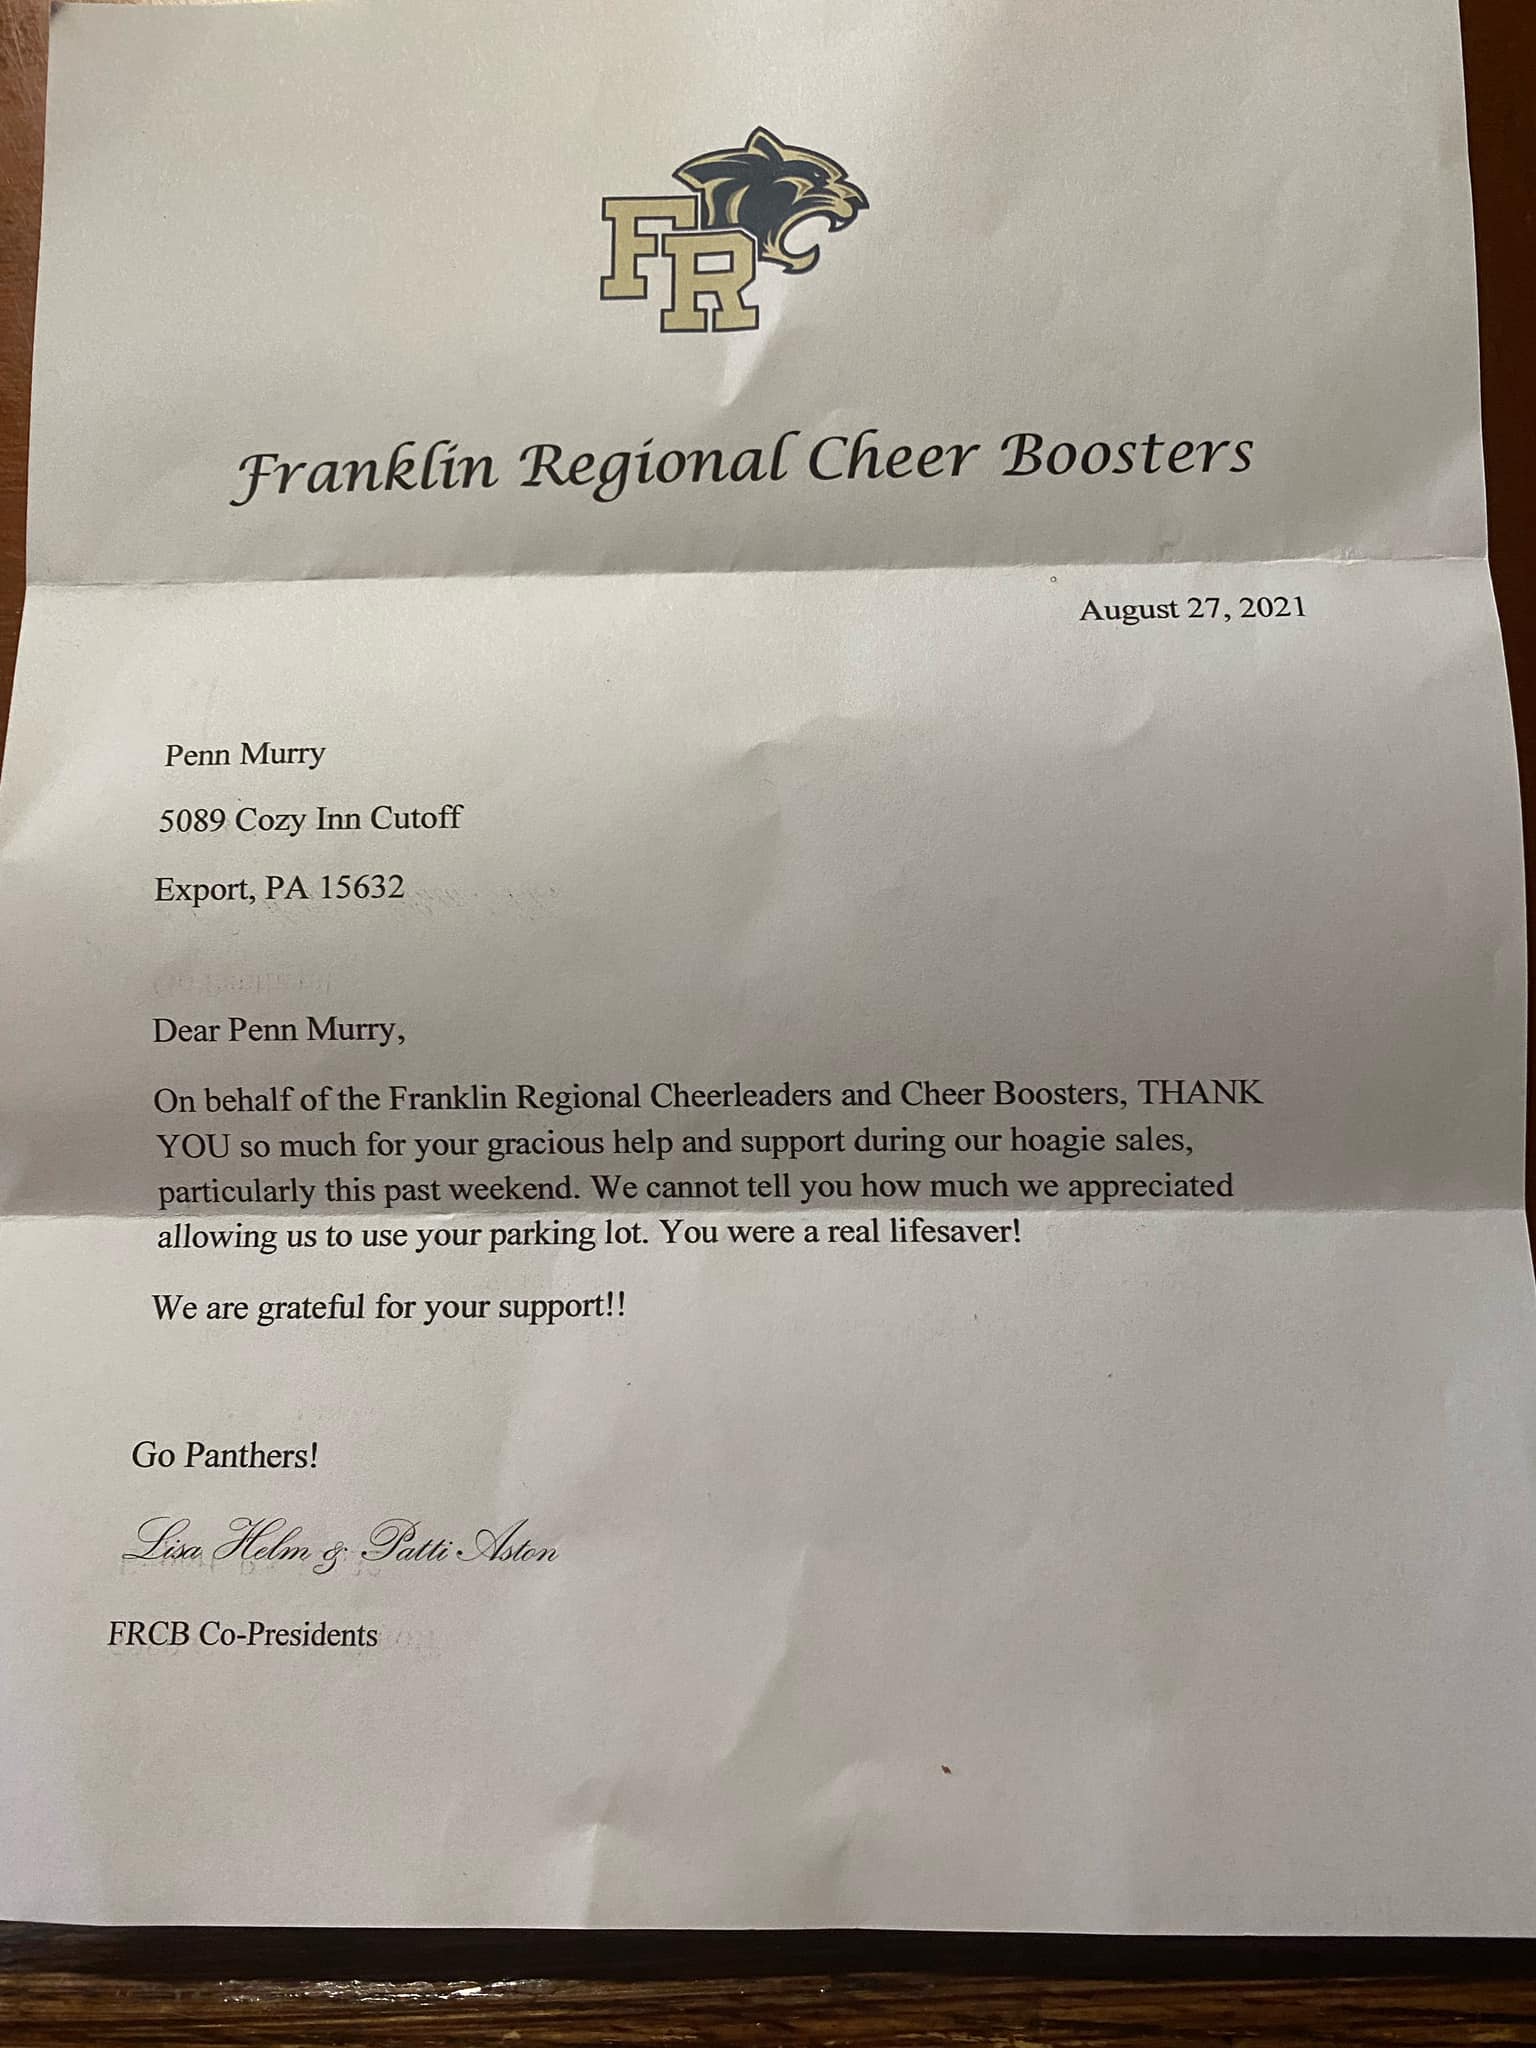 FR
Franklin Regional Cheer Boosters
August 27, 2021
Penn Murry
5089 Cozy Inn Cutoff
Export, PA 15632
Dear Penn Murry,
On behalf of the Franklin Regional Cheerleaders and Cheer Boosters, THANK
YOU so much for your gracious help and support during our hoagie sales,
particularly this past weekend. We cannot tell you how much we appreciated
allowing us to use your parking lot. You were a real lifesaver!
We are grateful for your support!!
Go Panthers!
Lisa Helm & Patti Aston
FRCB Co-Presidents